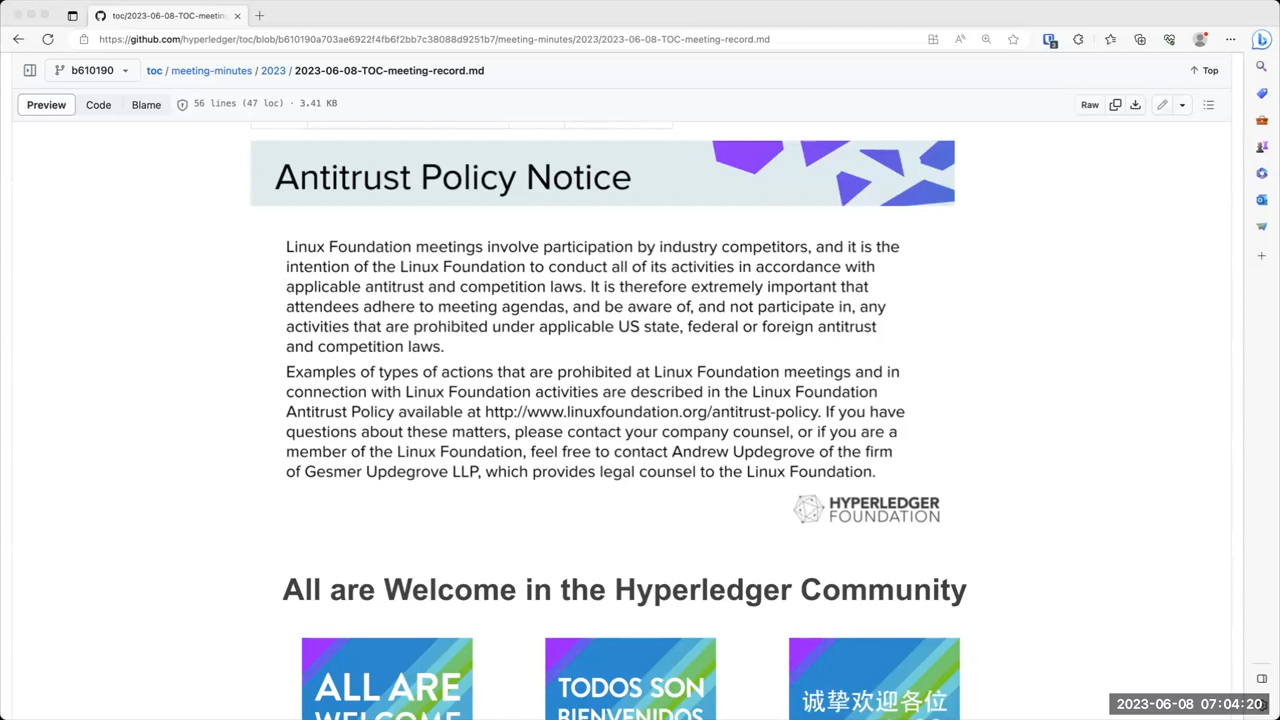 toc/2023-06-08-TOC-meeting-
https://github.com/hyperledger/toc/blob/b610190a703ae6922f4fb6f2bb7c38088d9251b7/meeting-minutes/2023/2023-06-08-TOC-meeting-record.md
b610190
toc / meeting-minutes / 2023 / 2023-06-08-TOC-meeting-record.md
Top
Preview
Code
Blame
56 lines (47 loc) · 3.41 KB
Raw
Antitrust Policy Notice
Linux Foundation meetings involve participation by industry competitors, and it is the
intention of the Linux Foundation to conduct all of its activities in accordance with
applicable antitrust and competition laws. It is therefore extremely important that
attendees adhere to meeting agendas, and be aware of, and not participate in, any
activities that are prohibited under applicable US state, federal or foreign antitrust
and competition laws.
Examples of types of actions that are prohibited at Linux Foundation meetings and in
connection with Linux Foundation activities are described in the Linux Foundation
Antitrust Policy available at http://www.linuxfoundation.org/antitrust-policy. If you have
questions about these matters, please contact your company counsel, or if you are a
member of the Linux Foundation, feel free to contact Andrew Updegrove of the firm
of Gesmer Updegrove LLP, which provides legal counsel to the Linux Foundation.
HYPERLEDGER
FOUNDATION
All are Welcome in the Hyperledger Community
ALL ARE
WELCOME
TODOS SON
BIENVENIDOS
诚挚欢迎各位
2023-06-08 07:04:20